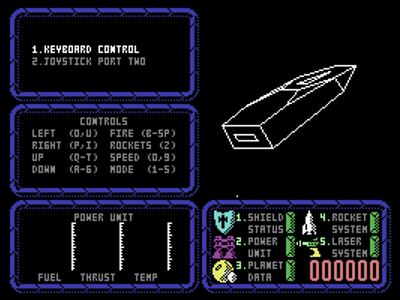 1.KEYBOARD CONTROL
2.JOYSTICK PORT TWO
CONTROLS
LEFT (O/U) FIRE (B-SP)
RIGHT (P/I) ROCKETS (Z)
UP (Q-T) SPEED (0/9)
DOWN (A-G) MODE (1-5)
POWER UNIT
FUEL THRUST TEMP
1.SHIELD STATUS
4.ROCKET SYSTEM
2.POWER UNIT
5.LASER SYSTEM
3.PLANET DATA
000000